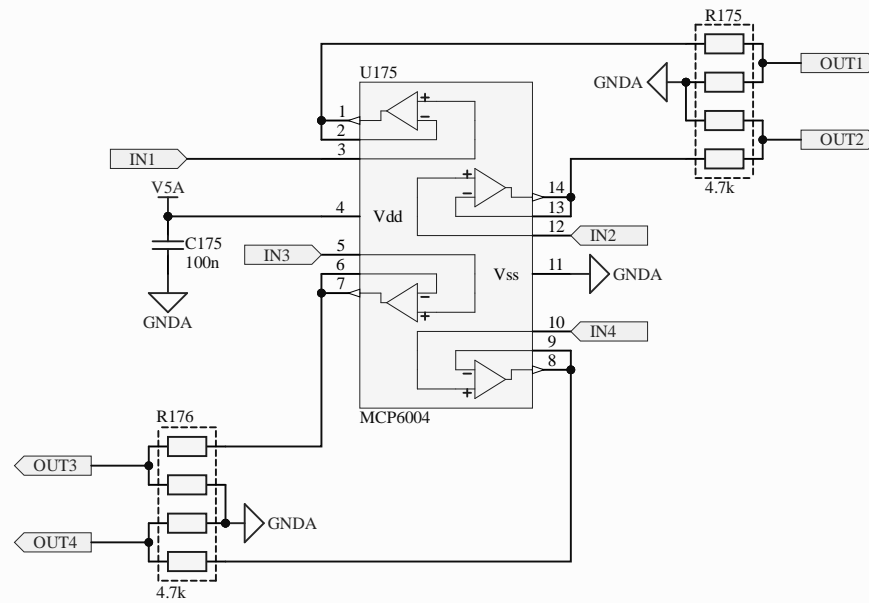 R175
OUT1
GNDA
OUT2
4.7k
U175
1
2
3
IN1
+
−
14
13
12
+
−
IN2
V5A
4
Vdd
C175
100n
GNDA
IN3
5
6
7
−
+
Vss
11
GNDA
10
9
8
IN4
−
+
MCP6004
R176
OUT3
GNDA
OUT4
4.7k